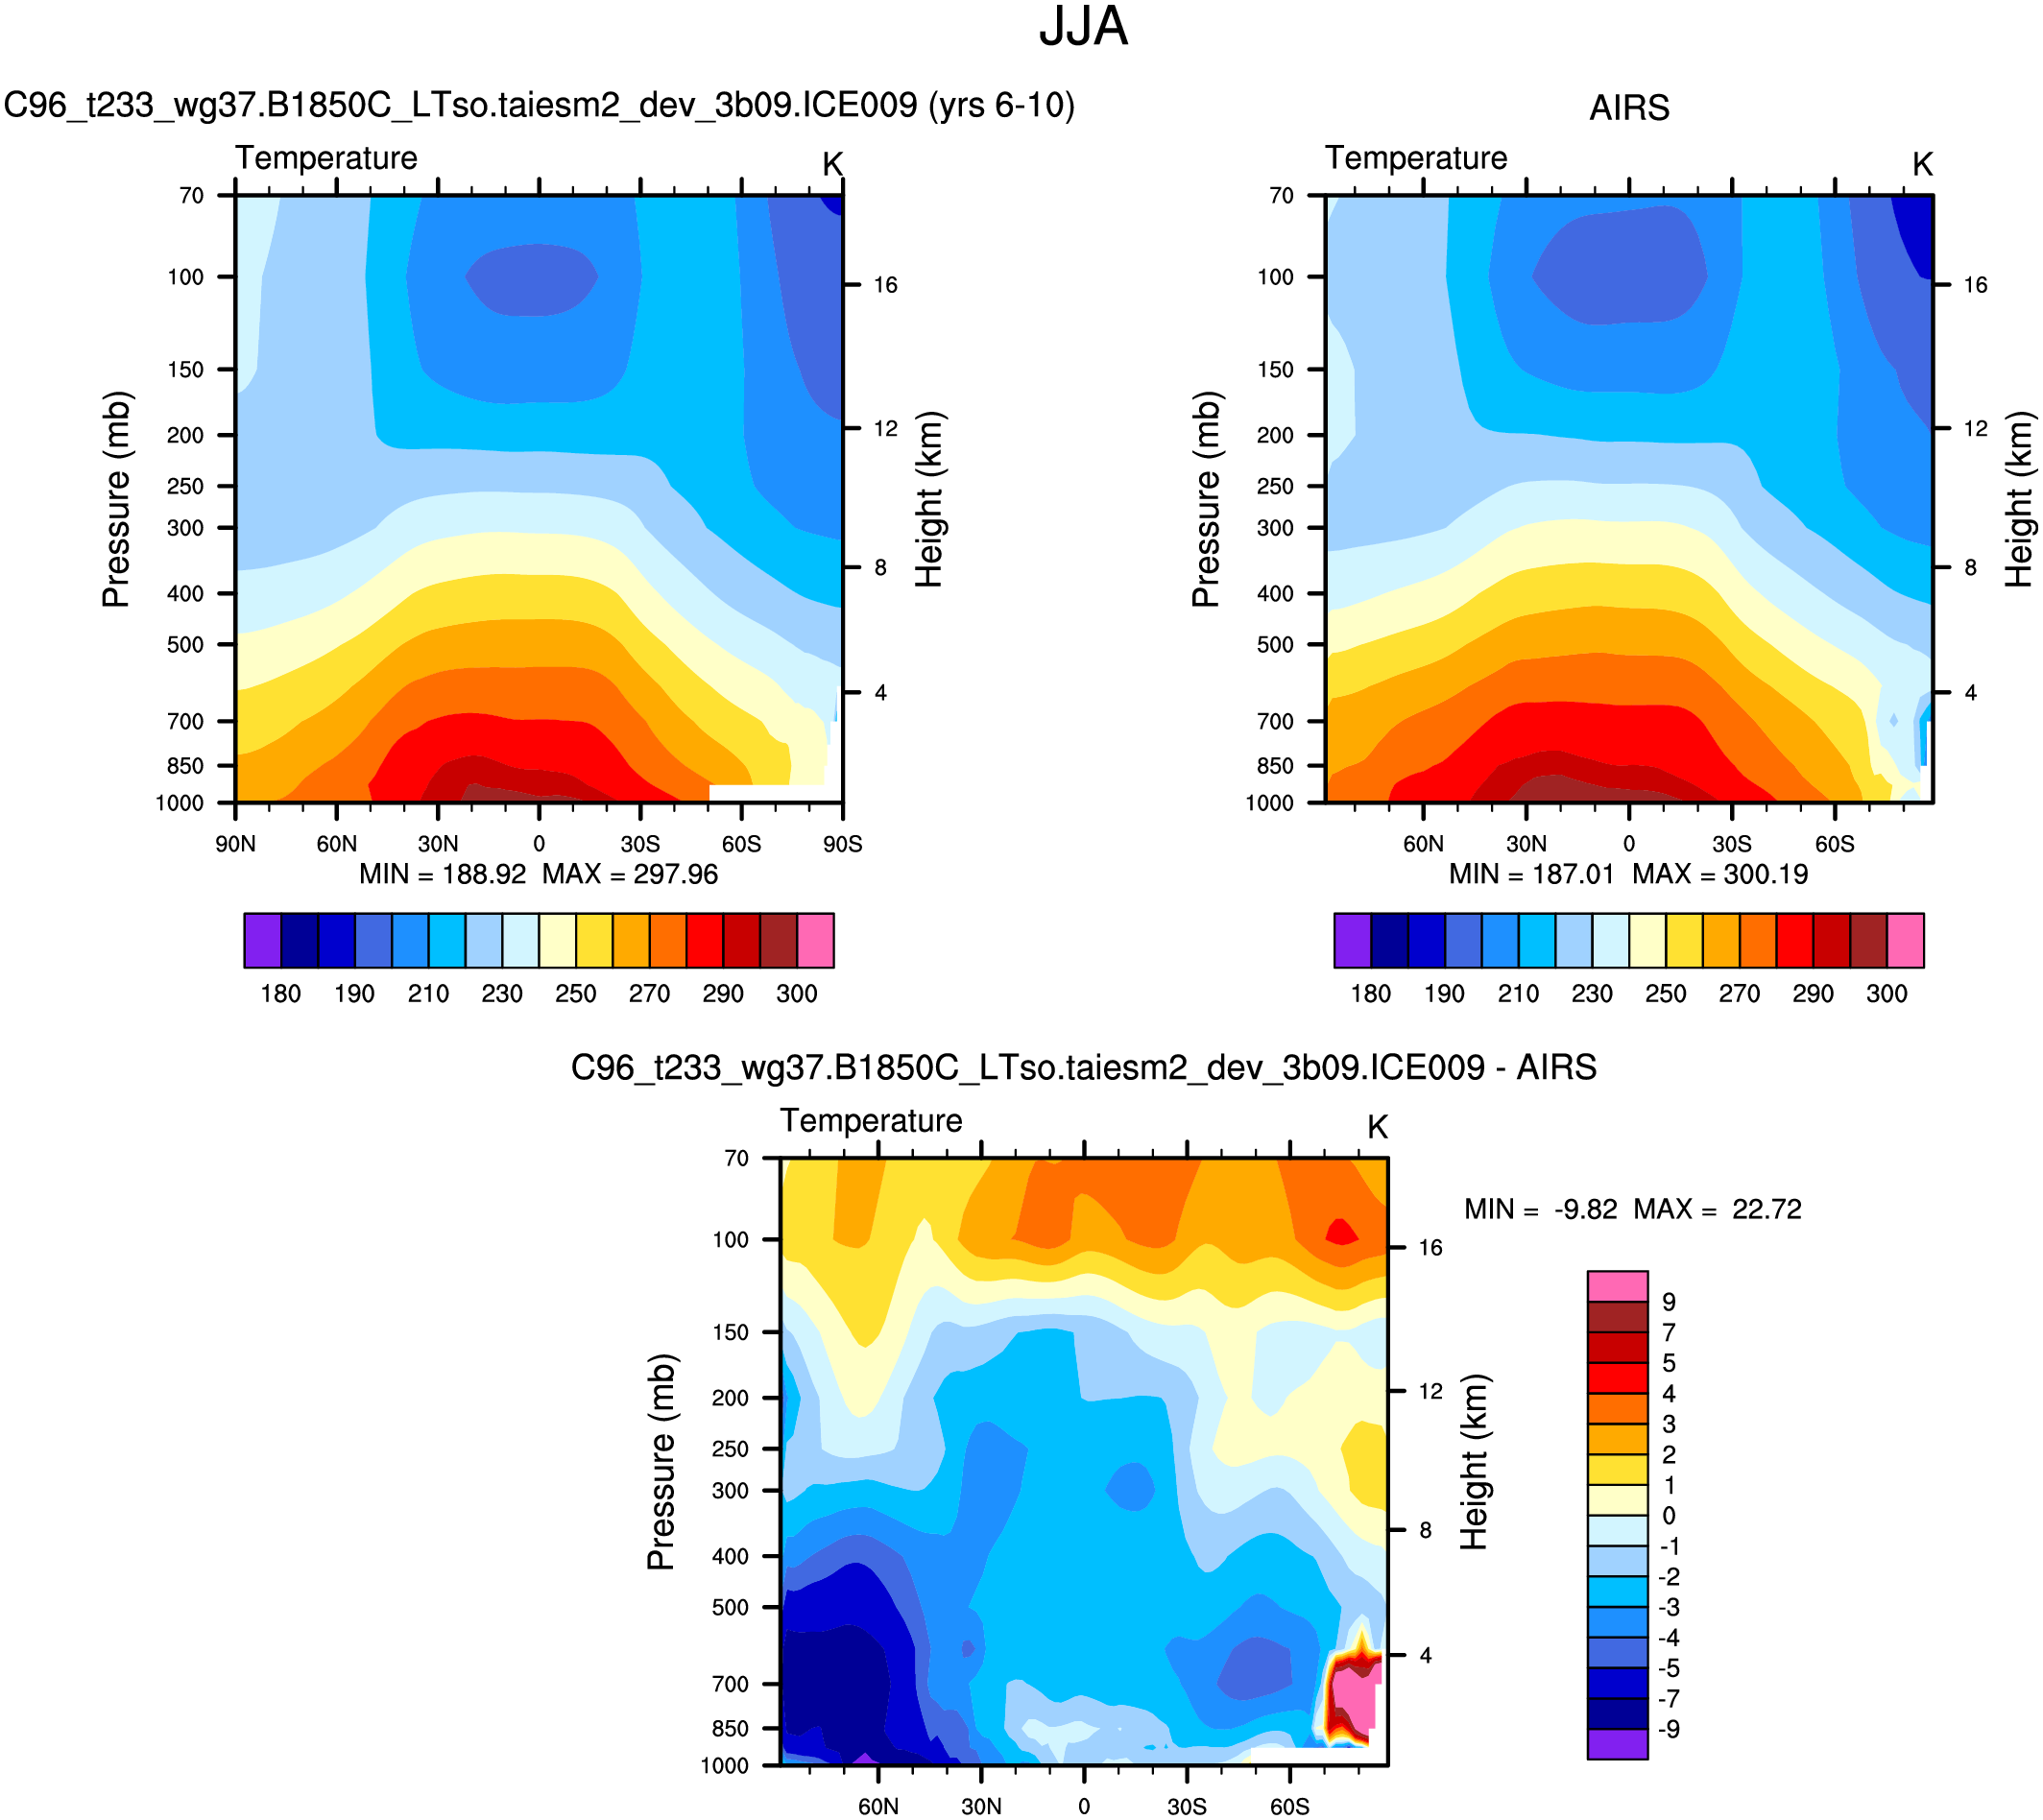 JJA
C96_t233_wg37.B1850C_LTso.taiesm2_dev_3b09.ICE009 (yrs 6-10)
AIRS
Temperature K
Temperature K
70
100
150
200
250
300
400
500
700
850
1000
Pressure (mb)
16
12
8
4
Height (km)
90N 60N 30N 0 30S 60S 90S
MIN = 188.92 MAX = 297.96
180 190 210 230 250 270 290 300
70
100
150
200
250
300
400
500
700
850
1000
Pressure (mb)
16
12
8
4
Height (km)
60N 30N 0 30S 60S
MIN = 187.01 MAX = 300.19
180 190 210 230 250 270 290 300
C96_t233_wg37.B1850C_LTso.taiesm2_dev_3b09.ICE009 - AIRS
Temperature K
70
100
150
200
250
300
400
500
700
850
1000
Pressure (mb)
16
12
8
4
Height (km)
60N 30N 0 30S 60S
MIN = -9.82 MAX = 22.72
9
7
5
4
3
2
1
0
-1
-2
-3
-4
-5
-7
-9